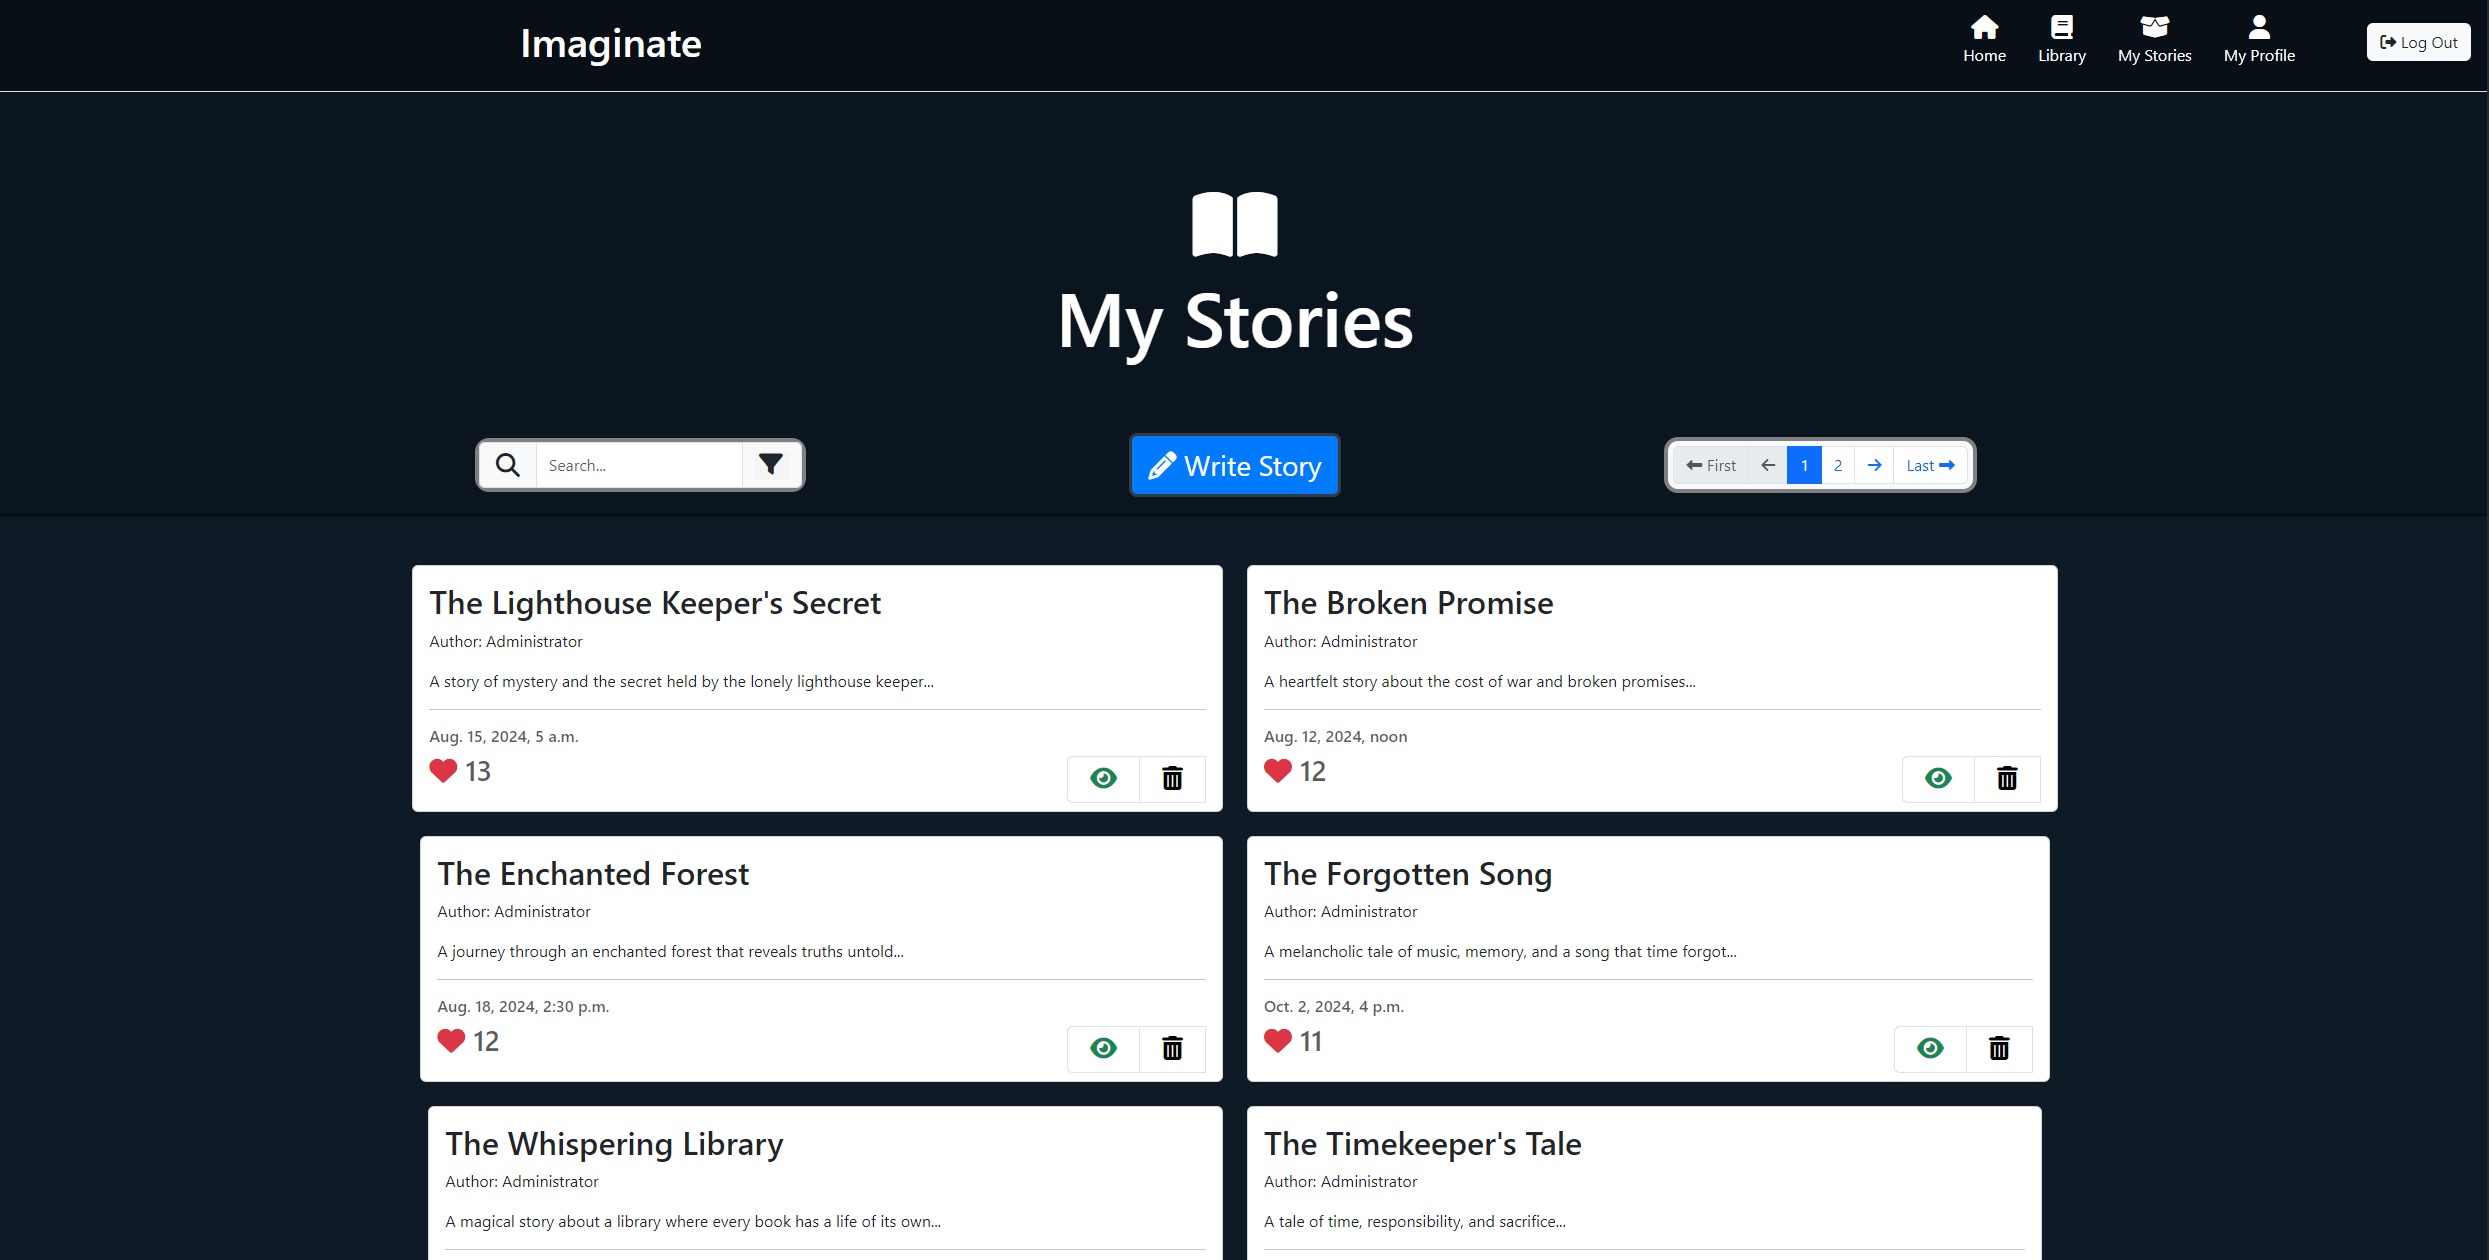 Imaginate
Home
Library
My Stories
My Profile
Log Out
My Stories
Search...
Write Story
First
1
2
Last
The Lighthouse Keeper's Secret
Author: Administrator
A story of mystery and the secret held by the lonely lighthouse keeper...
Aug. 15, 2024, 5 a.m.
13
The Broken Promise
Author: Administrator
A heartfelt story about the cost of war and broken promises...
Aug. 12, 2024, noon
12
The Enchanted Forest
Author: Administrator
A journey through an enchanted forest that reveals truths untold...
Aug. 18, 2024, 2:30 p.m.
12
The Forgotten Song
Author: Administrator
A melancholic tale of music, memory, and a song that time forgot...
Oct. 2, 2024, 4 p.m.
11
The Whispering Library
Author: Administrator
A magical story about a library where every book has a life of its own...
The Timekeeper's Tale
Author: Administrator
A tale of time, responsibility, and sacrifice...